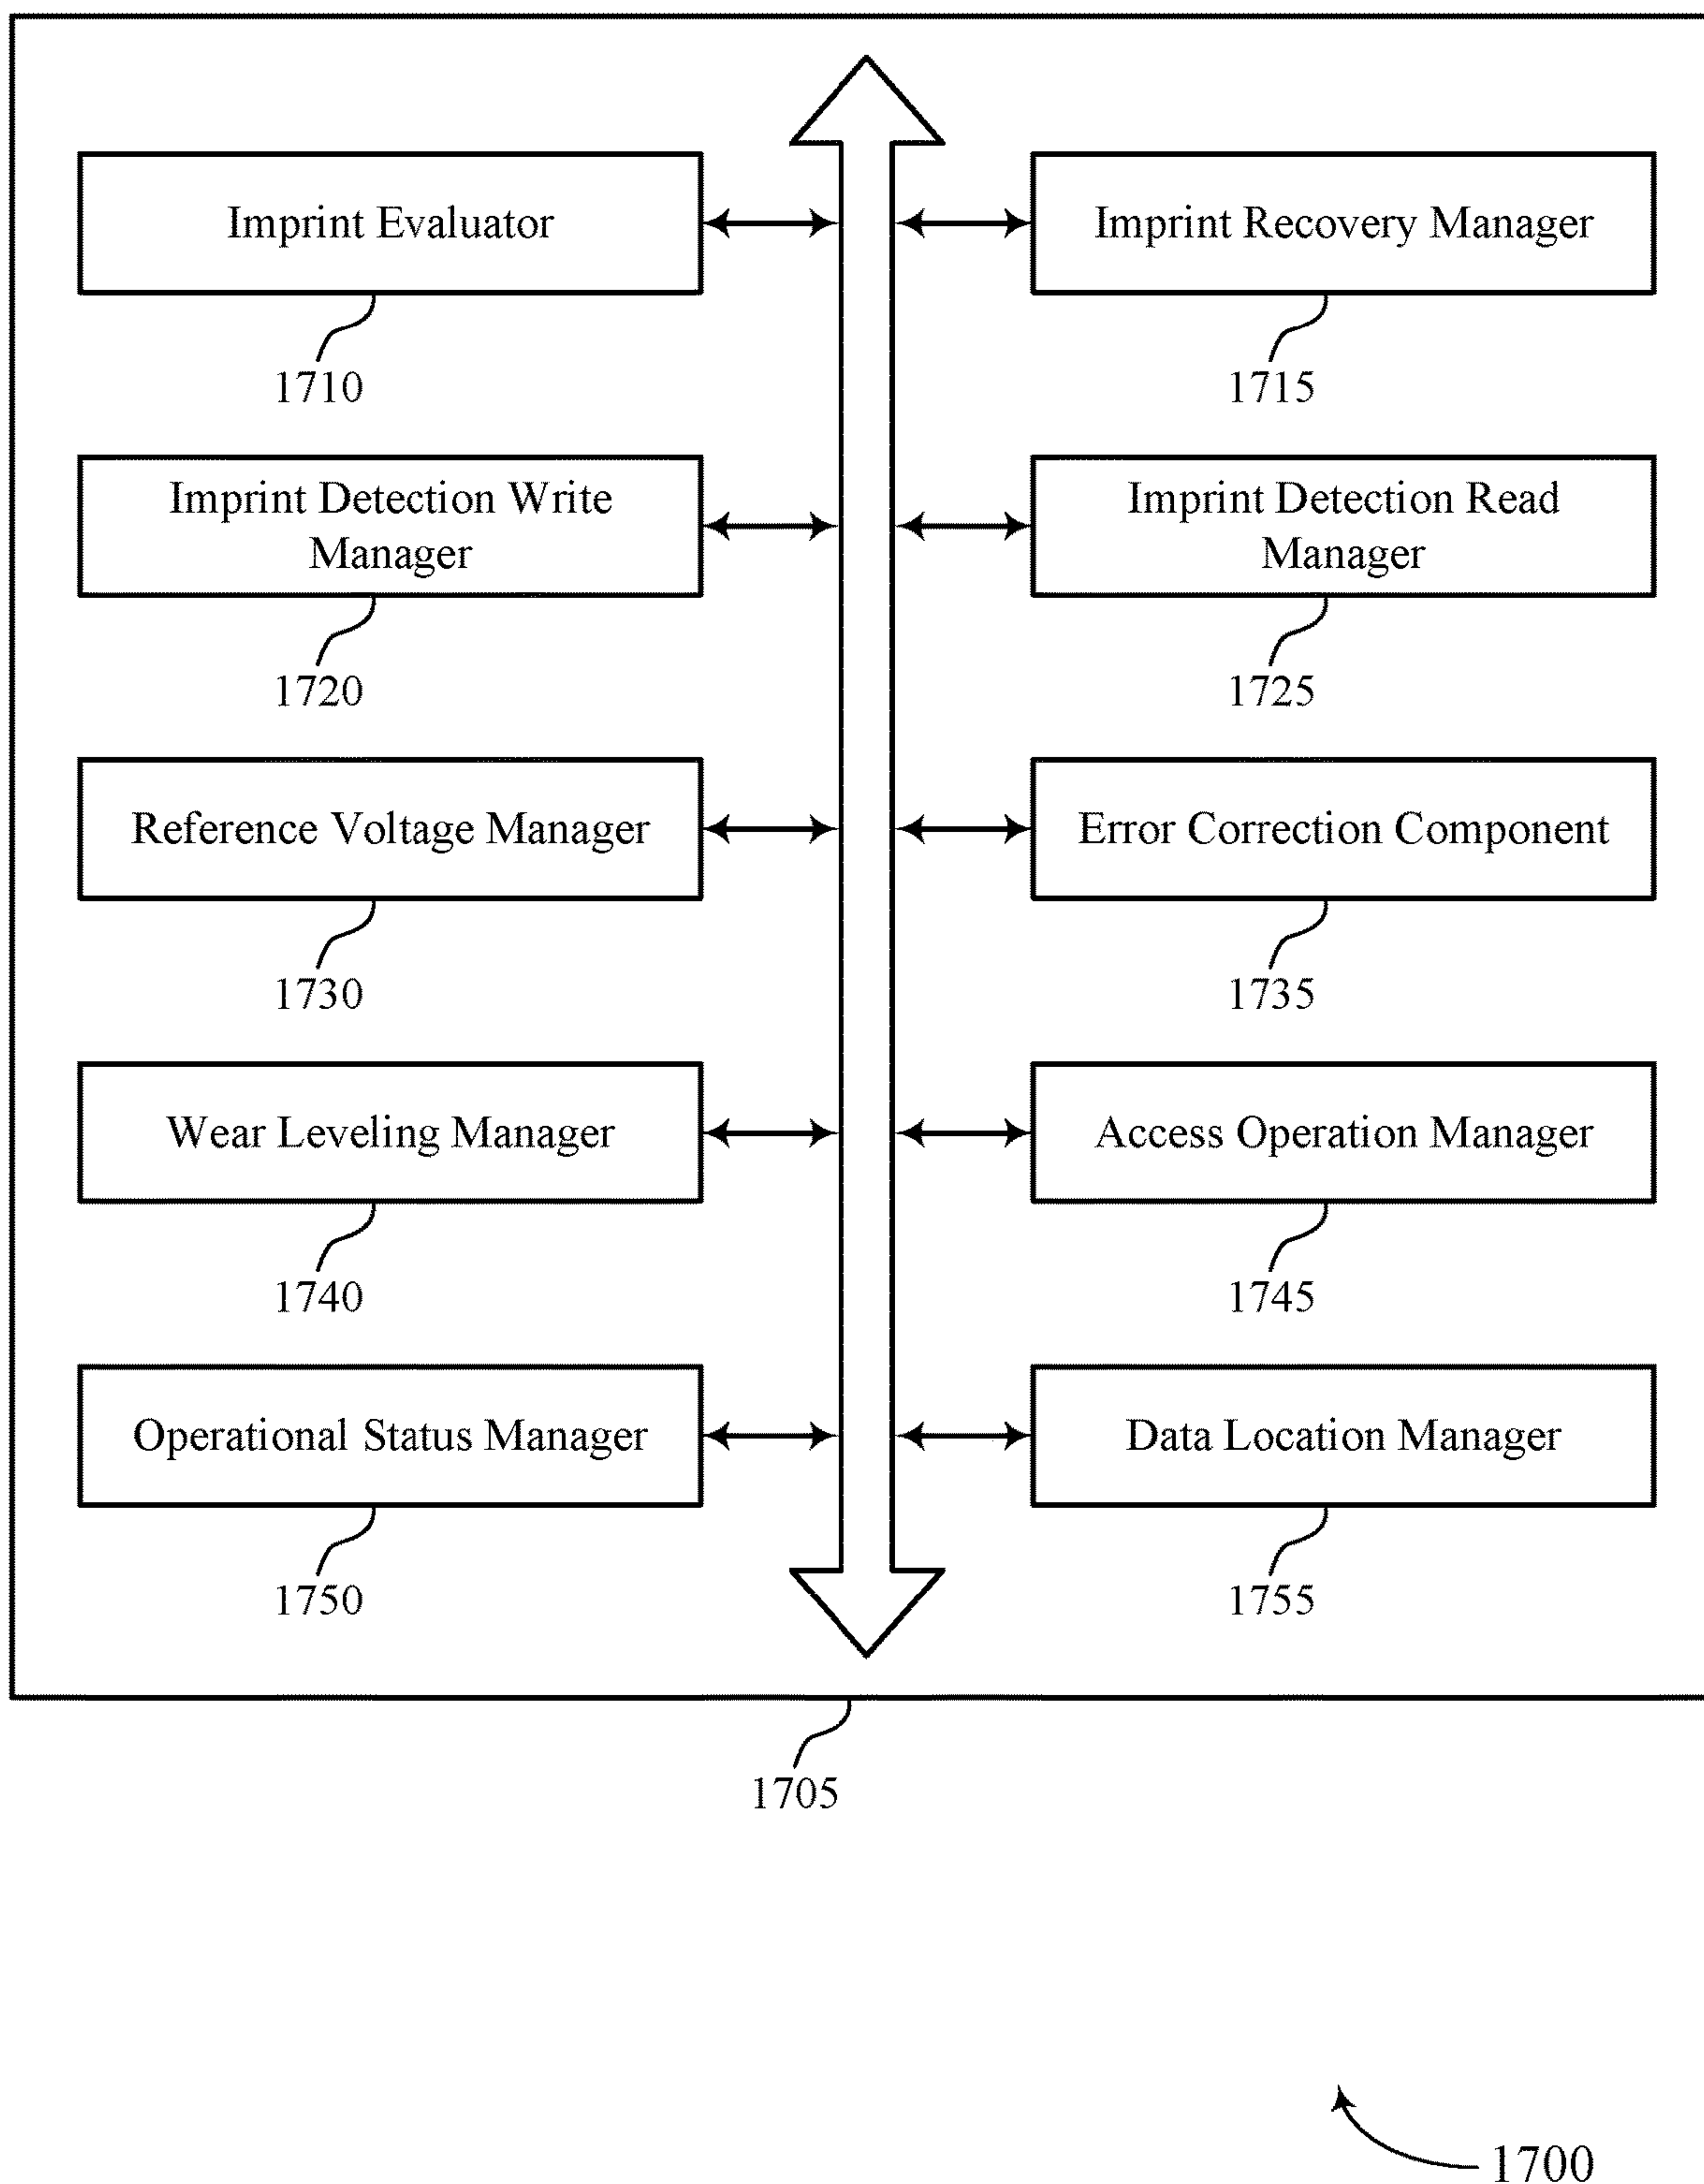 Imprint Evaluator
1710
Imprint Recovery Manager
1715
Imprint Detection Write
Manager
1720
Imprint Detection Read
Manager
1725
Reference Voltage Manager
1730
Error Correction Component
1735
Wear Leveling Manager
1740
Access Operation Manager
1745
Operational Status Manager
1750
Data Location Manager
1755
1705
1700